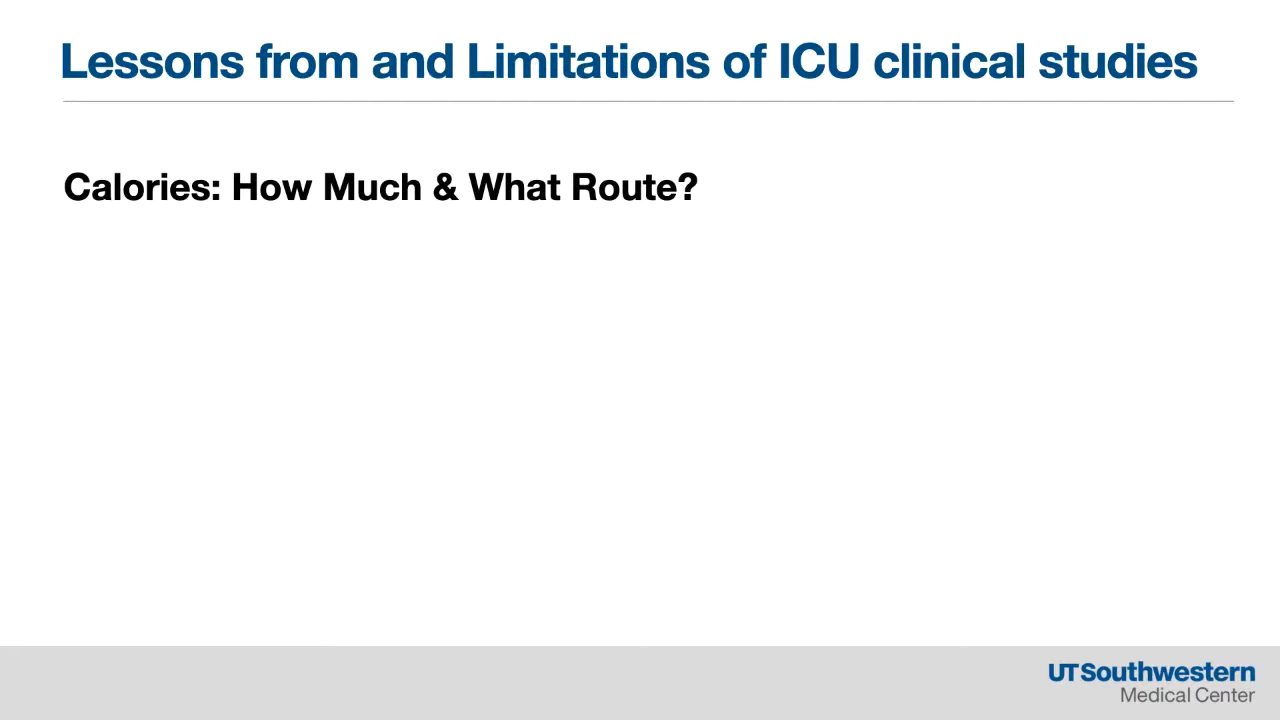 Lessons from and Limitations of ICU clinical studies
Calories: How Much & What Route?
UTSouthwestern
Medical Center